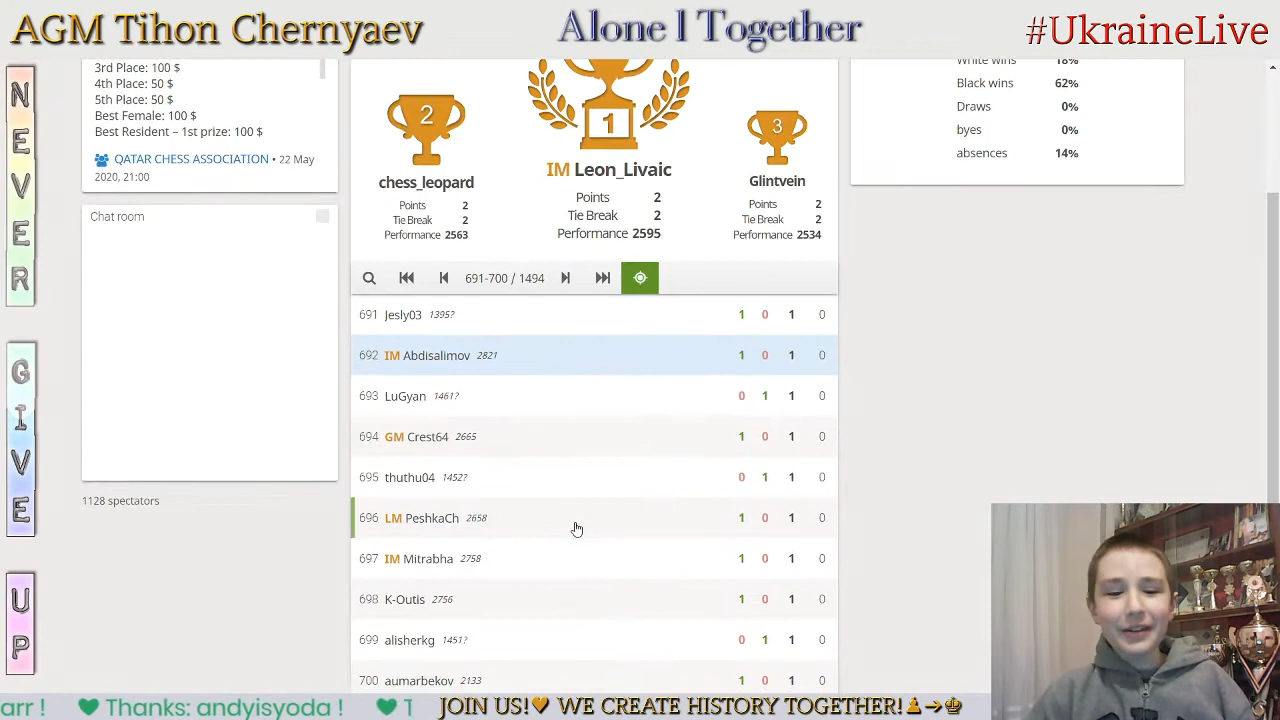 AGM Tihon Chernyaev
Alone | Together
#UkraineLive
NEVER
GIVE
UP
3rd Place: 100 $
4th Place: 50 $
5th Place: 50 $
Best Female: 100 $
Best Resident – 1st prize: 100 $
QATAR CHESS ASSOCIATION • 22 May
2020, 21:00
Chat room
1128 spectators
2
chess_leopard
Points 2
Tie Break 2
Performance 2563
1
IM Leon_Livaic
Points 2
Tie Break 2
Performance 2595
3
Glintvein
Points 2
Tie Break 2
Performance 2534
691-700 / 1494
691 Jesly03 1395? 1 0 1 0
692 IM Abdisalimov 2821 1 0 1 0
693 LuGyan 1461? 0 1 1 0
694 GM Crest64 2665 1 0 1 0
695 thuthu04 1452? 0 1 1 0
696 LM PeshkaCh 2658 1 0 1 0
697 IM Mitrabha 2758 1 0 1 0
698 K-Outis 2756 1 0 1 0
699 alisherkg 1451? 0 1 1 0
700 aumarbekov 2133 1 0 1 0
White wins 18%
Black wins 62%
Draws 0%
byes 0%
absences 14%
arr ! Thanks: andyisyoda ! T
JOIN US! WE CREATE HISTORY TOGETHER!